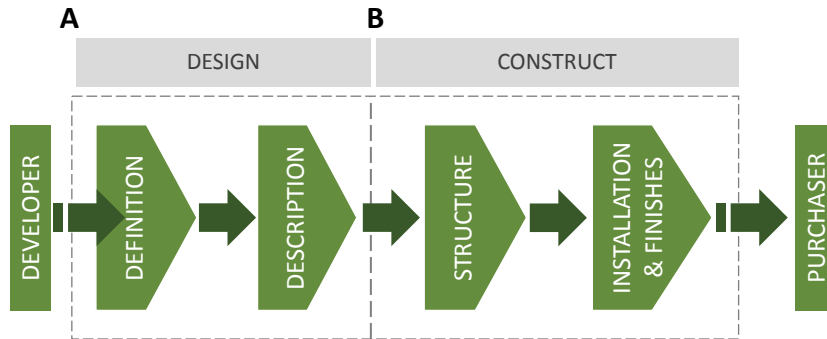 A
B
DESIGN
CONSTRUCT
DEVELOPER
DEFINITION
DESCRIPTION
STRUCTURE
INSTALLATION
& FINISHES
PURCHASER